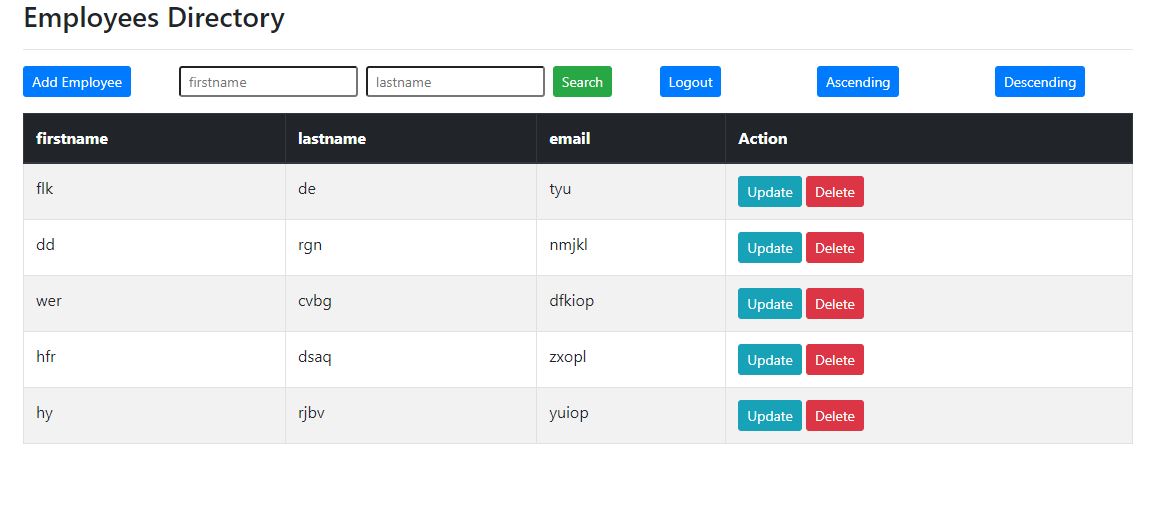 Employees Directory
Add Employee firstname lastname Search Logout Ascending Descending
firstname lastname email Action
flk de tyu Update Delete
dd rgn nmjkl Update Delete
wer cvbg dfkiop Update Delete
hfr dsaq zxopl Update Delete
hy rjbv yuiop Update Delete